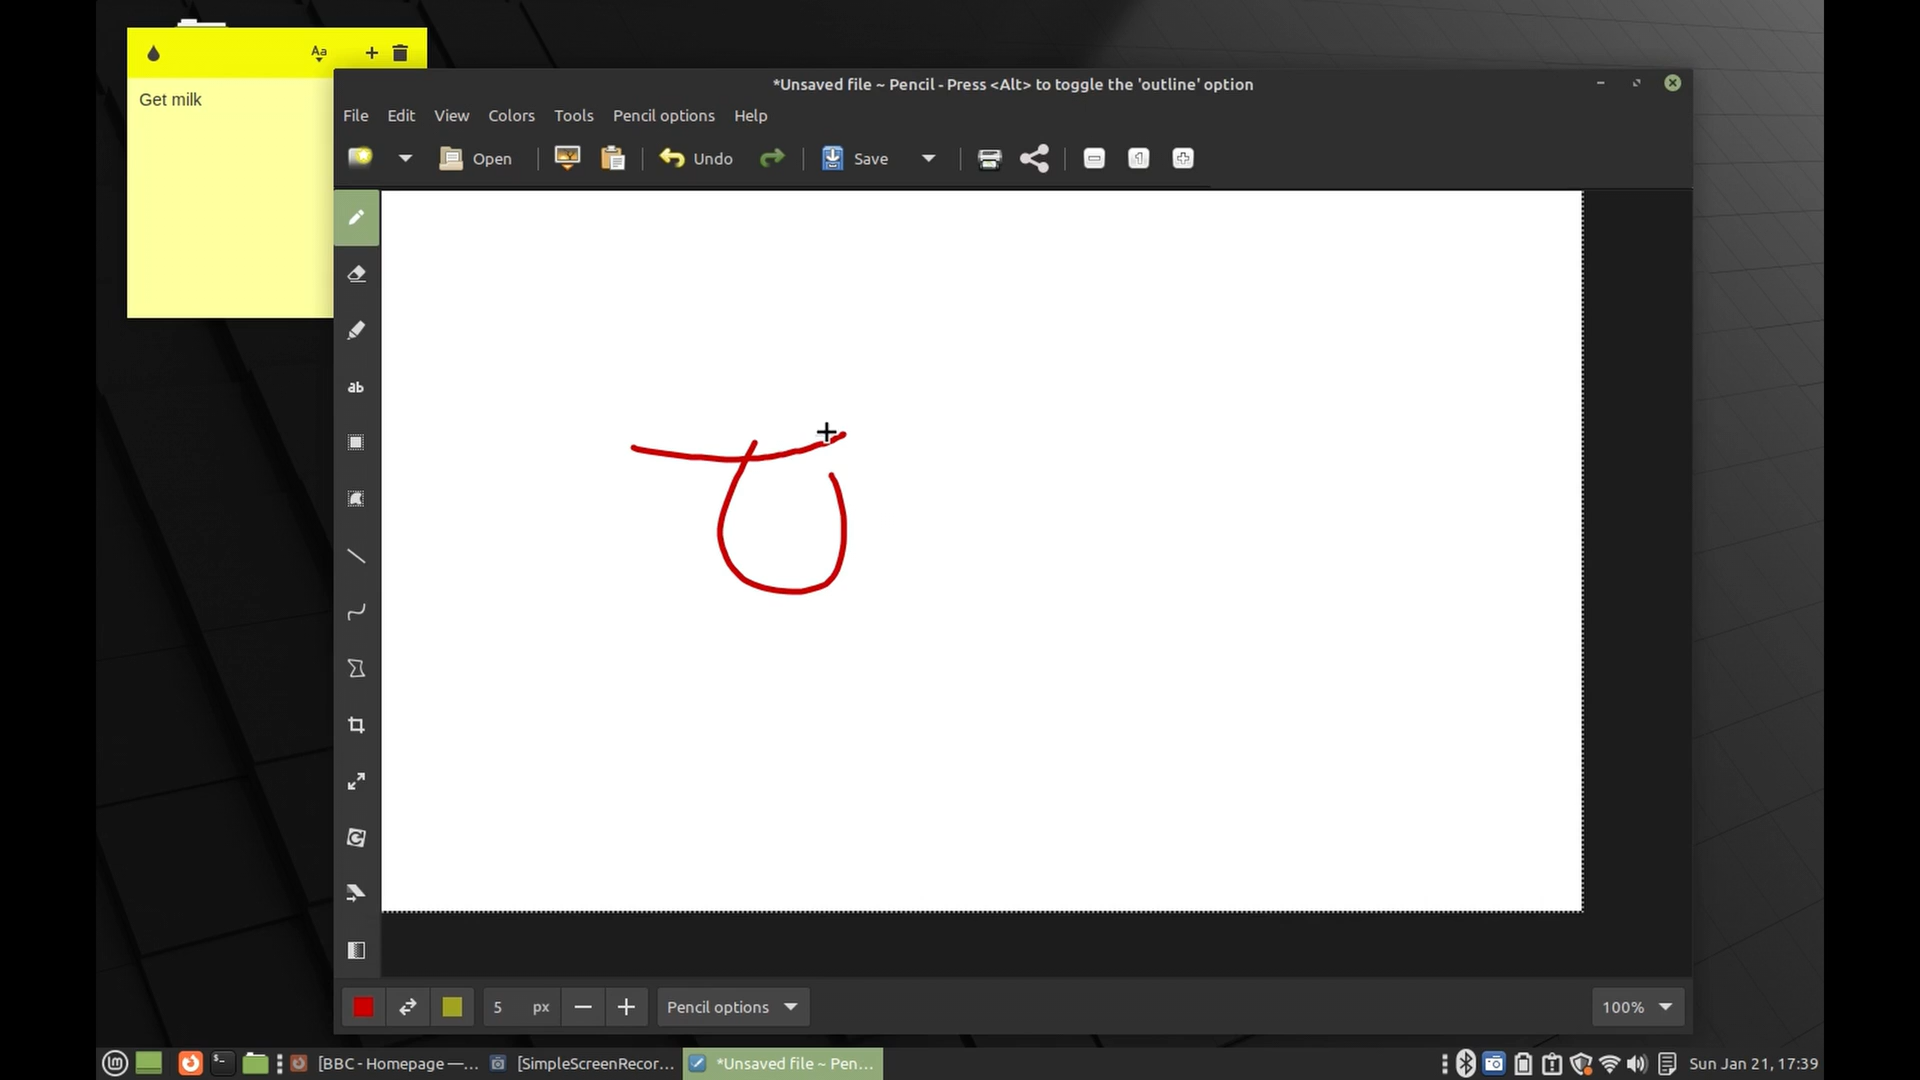 Aa
Get milk
*Unsaved file ~ Pencil - Press <Alt> to toggle the 'outline' option
File Edit View Colors Tools Pencil options Help
Open Undo Save
ab
5 px Pencil options 100%
[BBC - Homepage —... [SimpleScreenRecor... *Unsaved file ~ Pen... Sun Jan 21, 17:39